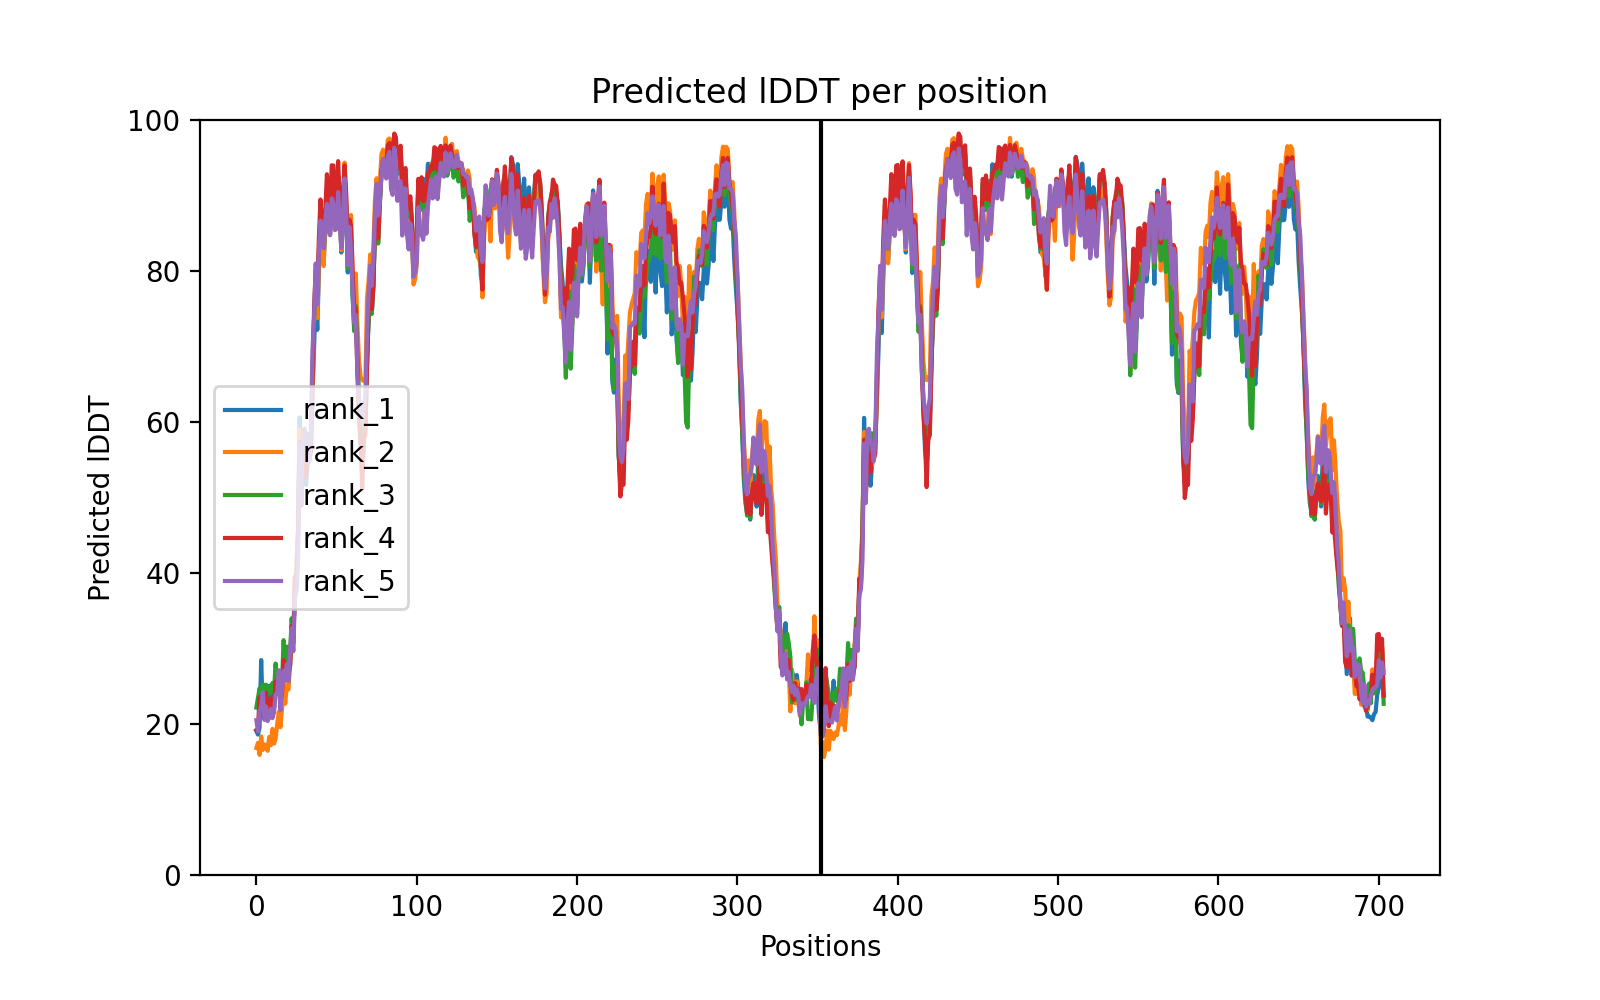 Predicted lDDT per position
Predicted lDDT
100
80
60
40
20
0
rank_1
rank_2
rank_3
rank_4
rank_5
0 100 200 300 400 500 600 700
Positions